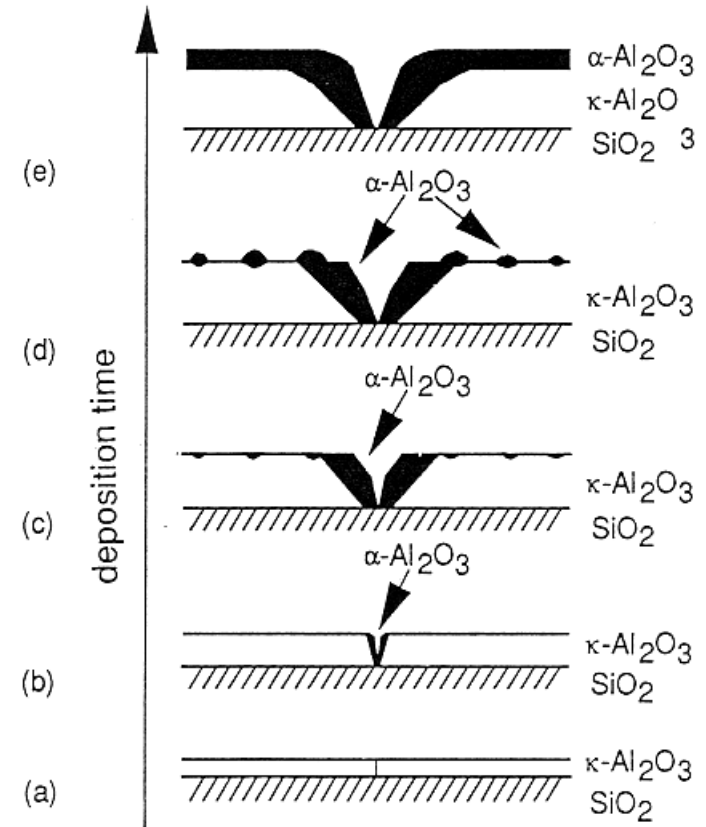 α-Al2O3
κ-Al2O
SiO2 3
(e)
α-Al2O3
κ-Al2O3
SiO2
(d)
α-Al2O3
κ-Al2O3
SiO2
(c)
α-Al2O3
κ-Al2O3
SiO2
(b)
κ-Al2O3
SiO2
(a)
deposition time